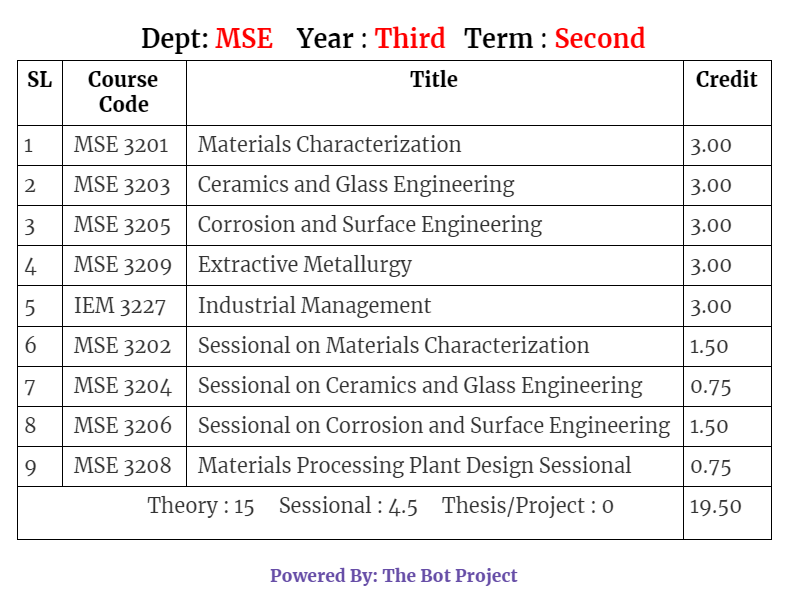 Dept: MSE Year : Third Term : Second
SL Course Code Title Credit
1 MSE 3201 Materials Characterization 3.00
2 MSE 3203 Ceramics and Glass Engineering 3.00
3 MSE 3205 Corrosion and Surface Engineering 3.00
4 MSE 3209 Extractive Metallurgy 3.00
5 IEM 3227 Industrial Management 3.00
6 MSE 3202 Sessional on Materials Characterization 1.50
7 MSE 3204 Sessional on Ceramics and Glass Engineering 0.75
8 MSE 3206 Sessional on Corrosion and Surface Engineering 1.50
9 MSE 3208 Materials Processing Plant Design Sessional 0.75
Theory : 15 Sessional : 4.5 Thesis/Project : 0 19.50
Powered By: The Bot Project